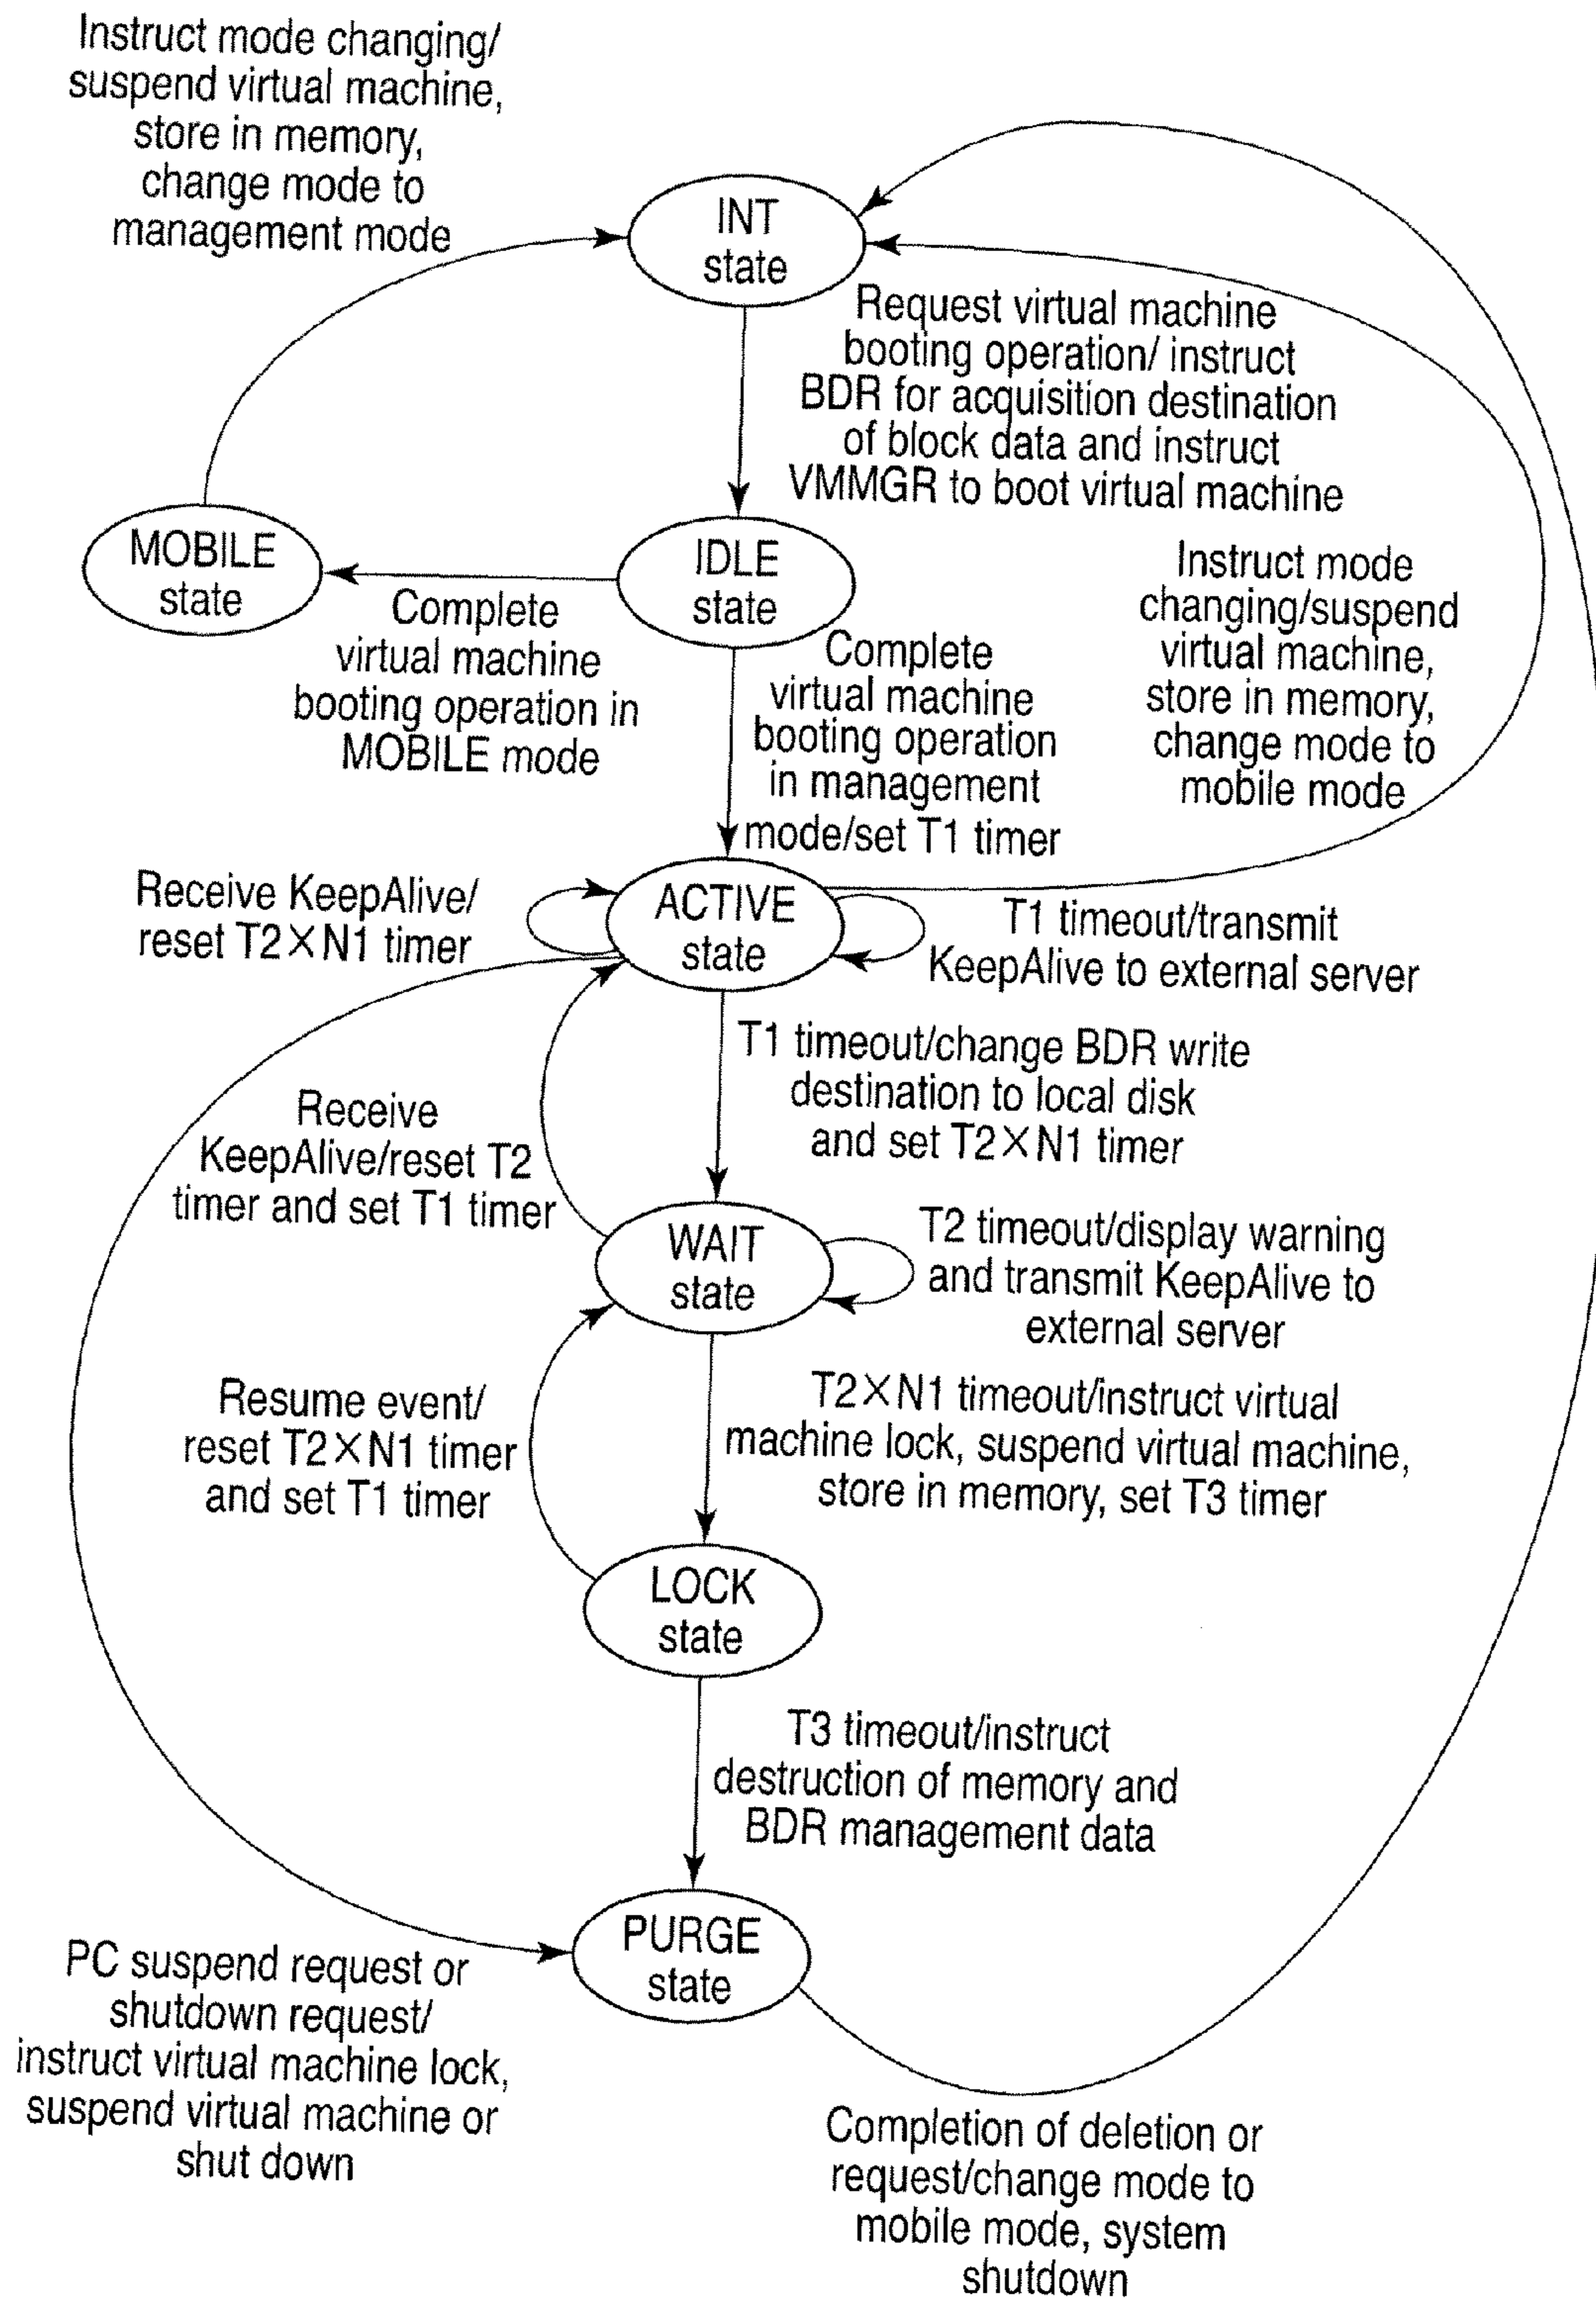 Instruct mode changing/
suspend virtual machine,
store in memory,
change mode to
management mode
INT
state
Request virtual machine
booting operation/ instruct
BDR for acquisition destination
of block data and instruct
VMMGR to boot virtual machine
MOBILE
state
IDLE
state
Complete
virtual machine
booting operation in
MOBILE mode
Complete
virtual machine
booting operation
in management
mode/set T1 timer
Instruct mode
changing/suspend
virtual machine,
store in memory,
change mode to
mobile mode
Receive KeepAlive/
reset T2×N1 timer
ACTIVE
state
T1 timeout/transmit
KeepAlive to external server
T1 timeout/change BDR write
destination to local disk
and set T2×N1 timer
Receive
KeepAlive/reset T2
timer and set T1 timer
WAIT
state
T2 timeout/display warning
and transmit KeepAlive to
external server
Resume event/
reset T2×N1 timer
and set T1 timer
T2×N1 timeout/instruct virtual
machine lock, suspend virtual machine,
store in memory, set T3 timer
LOCK
state
T3 timeout/instruct
destruction of memory and
BDR management data
PURGE
state
PC suspend request or
shutdown request/
instruct virtual machine lock,
suspend virtual machine or
shut down
Completion of deletion or
request/change mode to
mobile mode, system
shutdown